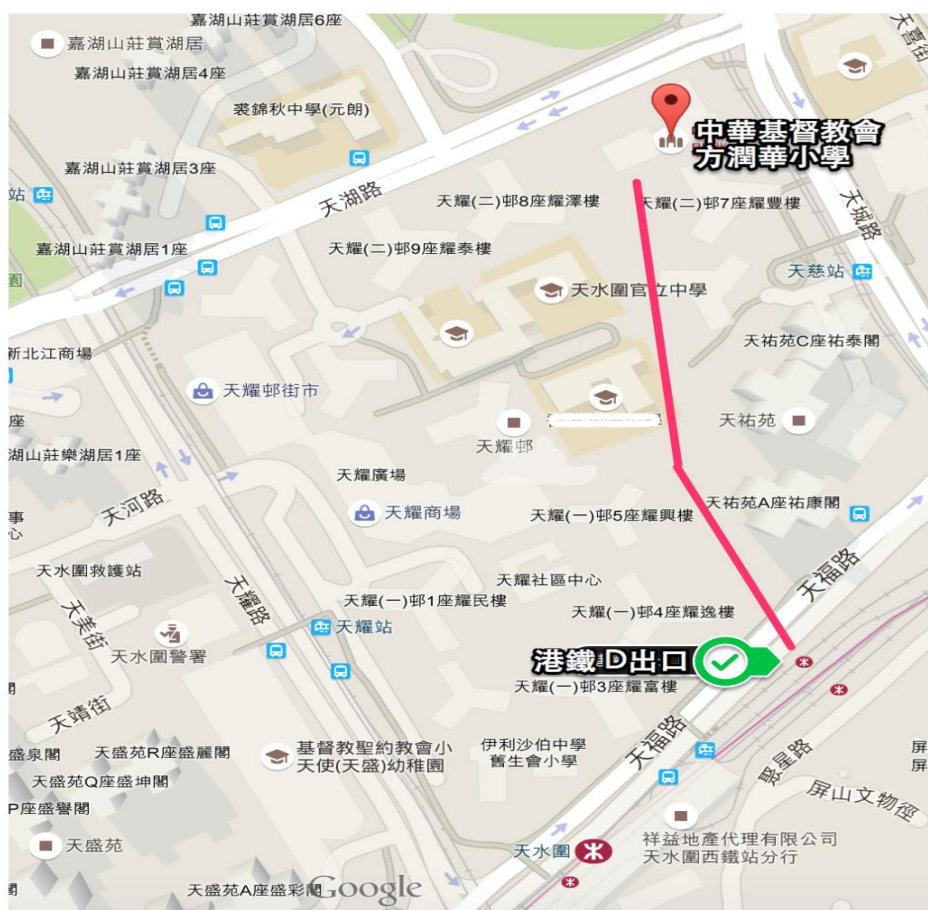 嘉湖山莊賞湖居6座
嘉湖山莊賞湖居
嘉湖山莊賞湖居4座
天喜街
裘錦秋中學(元朗)
中華基督教會
方潤華小學
嘉湖山莊賞湖居3座
站
天湖路
天耀(二)邨8座耀澤樓
天耀(二)邨7座耀豐樓
天城路
嘉湖山莊賞湖居1座
天耀(二)邨9座耀泰樓
園
天慈站
天水圍官立中學
新北江商場
天祐苑C座祐泰閣
天耀邨街市
座
天耀邨
天祐苑
湖山莊樂湖居1座
天耀廣場
天河路
天祐苑A座祐康閣
事
心
天耀商場
天耀(一)邨5座耀興樓
天水圍救護站
天耀社區中心
天福路
天美街
天耀路
天耀(一)邨1座耀民樓
天耀(一)邨4座耀逸樓
天耀站
天水圍警署
港鐵 D出口
閣
天耀(一)邨3座耀富樓
天靖街
天福路
盛泉閣
天盛苑R座盛麗閣
基督教聖約教會小
天使(天盛)幼稚園
伊利沙伯中學
舊生會小學
聚星路
屏
屏
天盛苑Q座盛坤閣
屏山文物徑
P座盛譽閣
天盛苑
天水圍
祥益地產代理有限公司
天水圍西鐵站分行
閣
天盛苑A座盛彩閣
Google